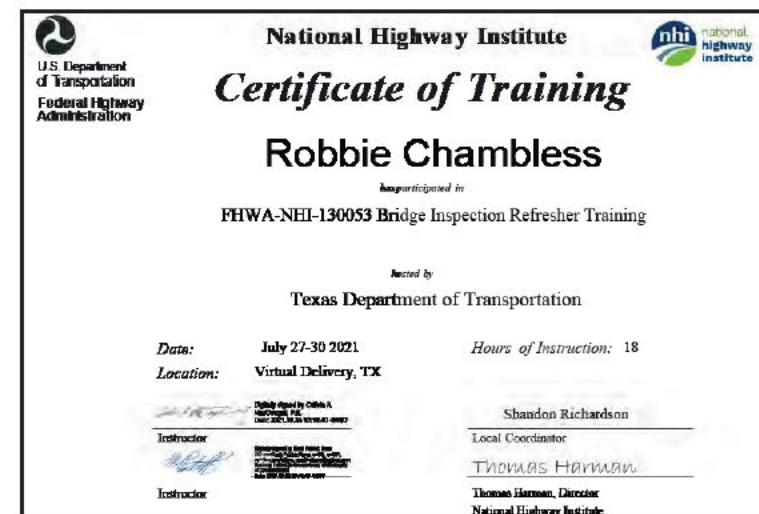 U.S. Department
of Transportation
Federal Highway
Administration
National Highway Institute
nhi national
highway
institute
Certificate of Training
Robbie Chambless
has participated in
FHWA-NHI-130053 Bridge Inspection Refresher Training
hosted by
Texas Department of Transportation
Date: July 27-30 2021
Hours of Instruction: 18
Location: Virtual Delivery, TX
Instructor
Shandon Richardson
Local Coordinator
Instructor
Thomas Harman
Thomas Harman, Director
National Highway Institute